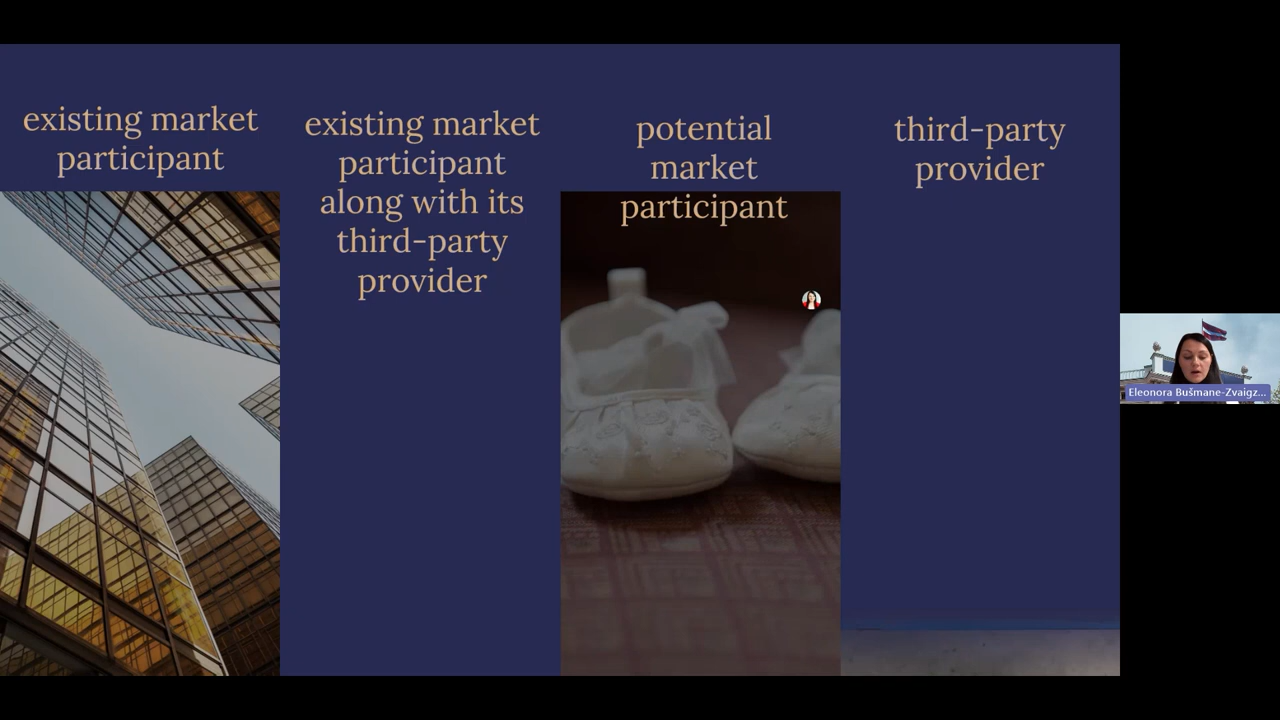 existing market
participant
existing market
participant
along with its
third-party
provider
potential
market
participant
third-party
provider
Eleonora Bušmane-Zvaigz...